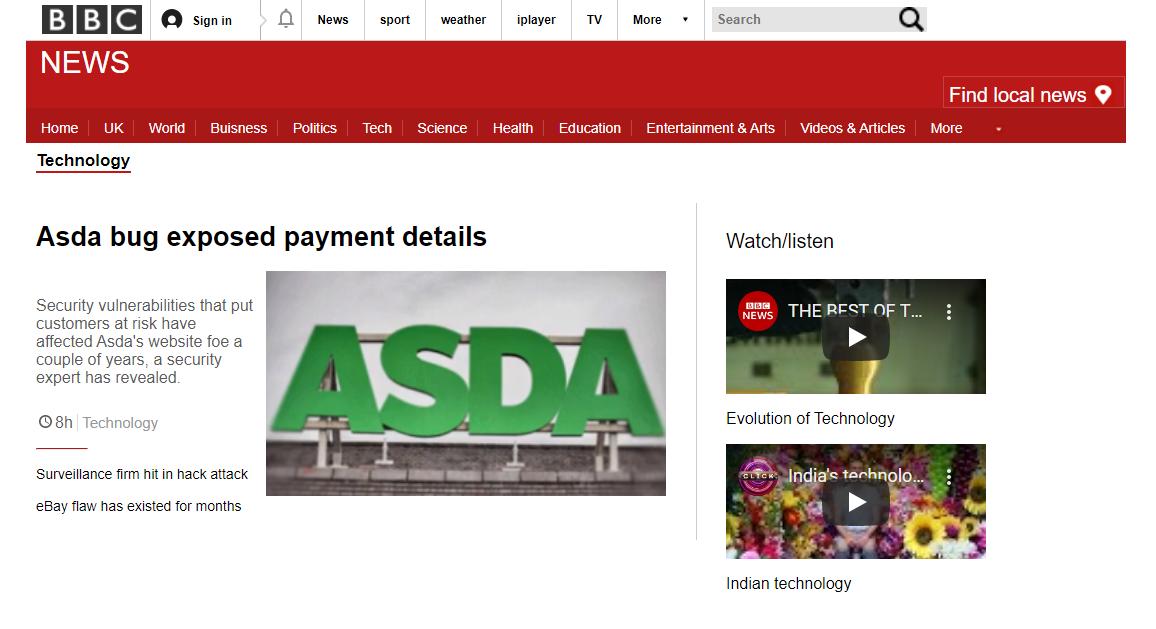 BBC Sign in News sport weather iplayer TV More Search
NEWS
Find local news
Home UK World Buisness Politics Tech Science Health Education Entertainment & Arts Videos & Articles More
Technology
Asda bug exposed payment details
Security vulnerabilities that put
customers at risk have
affected Asda's website foe a
couple of years, a security
expert has revealed.
8h Technology
Surveillance firm hit in hack attack
eBay flaw has existed for months
ASDA
Watch/listen
BBC
NEWS
THE BEST OF T...
Evolution of Technology
CLICK
India's technolo...
Indian technology